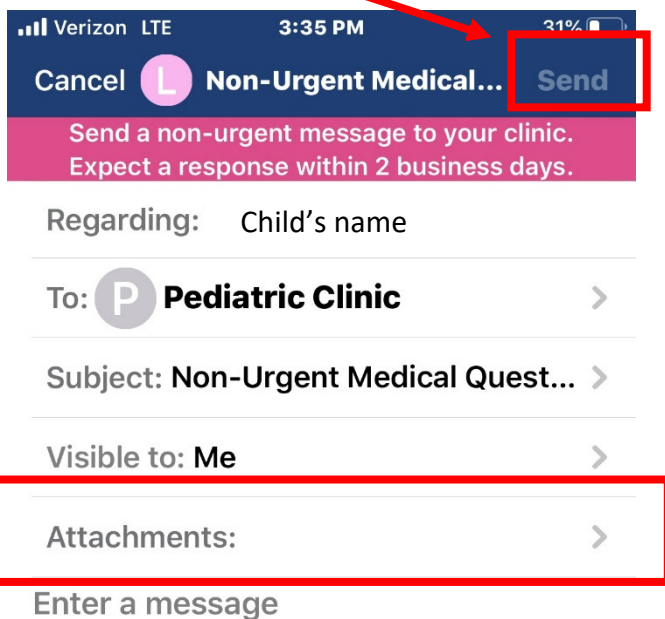 Verizon LTE 3:35 PM 31%
Cancel L Non-Urgent Medical... Send
Send a non-urgent message to your clinic.
Expect a response within 2 business days.
Regarding: Child’s name
To: P Pediatric Clinic
Subject: Non-Urgent Medical Quest...
Visible to: Me
Attachments:
Enter a message